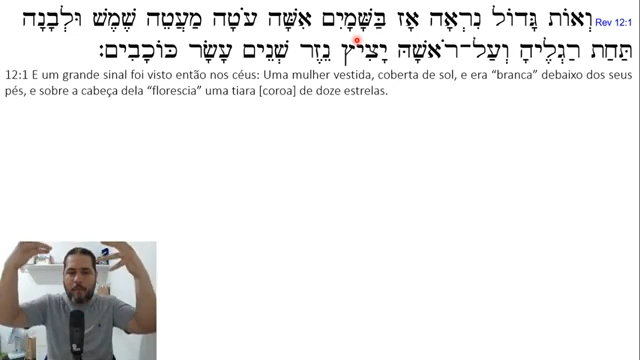 וְאוֹת גָּדוֹל נִרְאָה אָז בַּשָּׁמָיִם אִשָּׁה עֹטָה מַעֲטֵה שֶׁמֶשׁ וּלְבָנָה Rev 12:1
תַּחַת רַגְלֶיהָ וְעַל־רֹאשָׁהּ יָצִיץ נֵזֶר שְׁנֵים עָשָׂר כּוֹכָבִים׃
12:1 E um grande sinal foi visto então nos céus: Uma mulher vestida, coberta de sol, e era “branca” debaixo dos seus
pés, e sobre a cabeça dela “florescia” uma tiara [coroa] de doze estrelas.